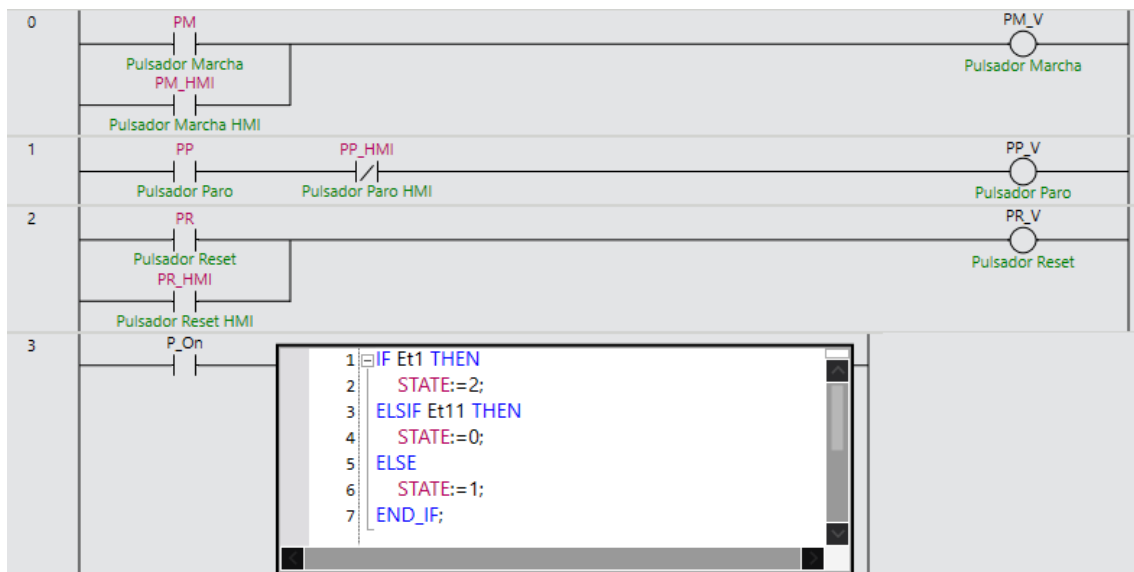 0
PM
PM_V
Pulsador Marcha
Pulsador Marcha
PM_HMI
Pulsador Marcha HMI
1
PP
PP_HMI
PP_V
Pulsador Paro
Pulsador Paro HMI
Pulsador Paro
2
PR
PR_V
Pulsador Reset
Pulsador Reset
PR_HMI
Pulsador Reset HMI
3
P_On
1 IF Et1 THEN
2 STATE:=2;
3 ELSIF Et11 THEN
4 STATE:=0;
5 ELSE
6 STATE:=1;
7 END_IF;